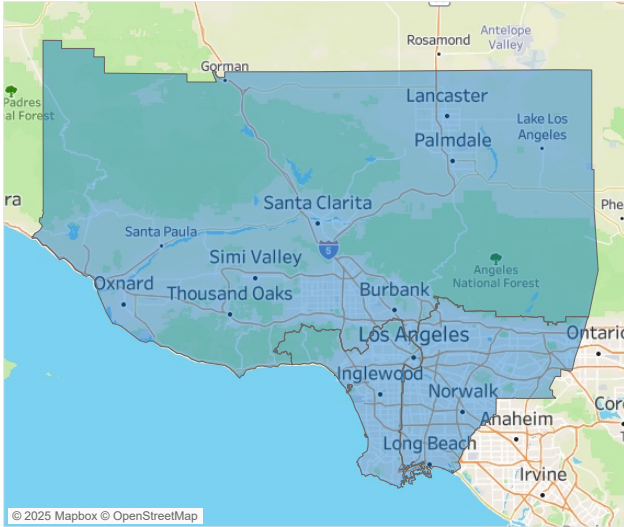 Rosamond
Antelope
Valley
Gorman
Padres
al Forest
Lancaster
Lake Los
Angeles
Palmdale
ra
Santa Clarita
Phe
Santa Paula
5
Simi Valley
Angeles
National Forest
Oxnard
Thousand Oaks
Burbank
Los Angeles
Ontario
Inglewood
Norwalk
Cor
Anaheim
Long Beach
Irvine
© 2025 Mapbox © OpenStreetMap